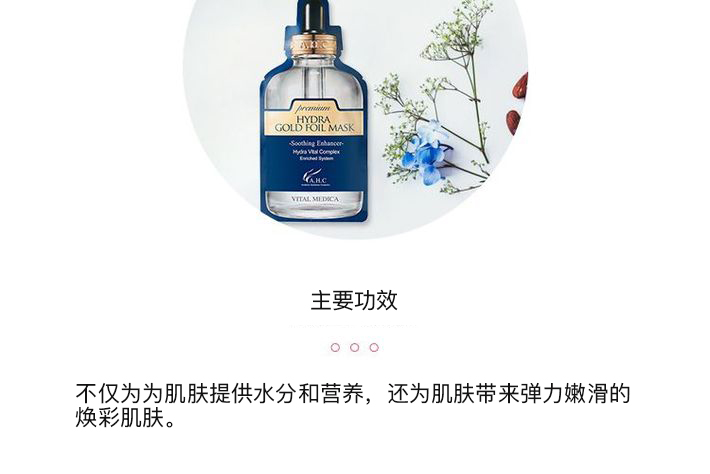 A.H.C
premium
HYDRA
GOLD FOIL MASK
-Soothing Enhancer-
Hydra Vital Complex
Enriched System
A.H.C
VITAL MEDICA
主要功效
不仅为为肌肤提供水分和营养，还为肌肤带来弹力嫩滑的
焕彩肌肤。